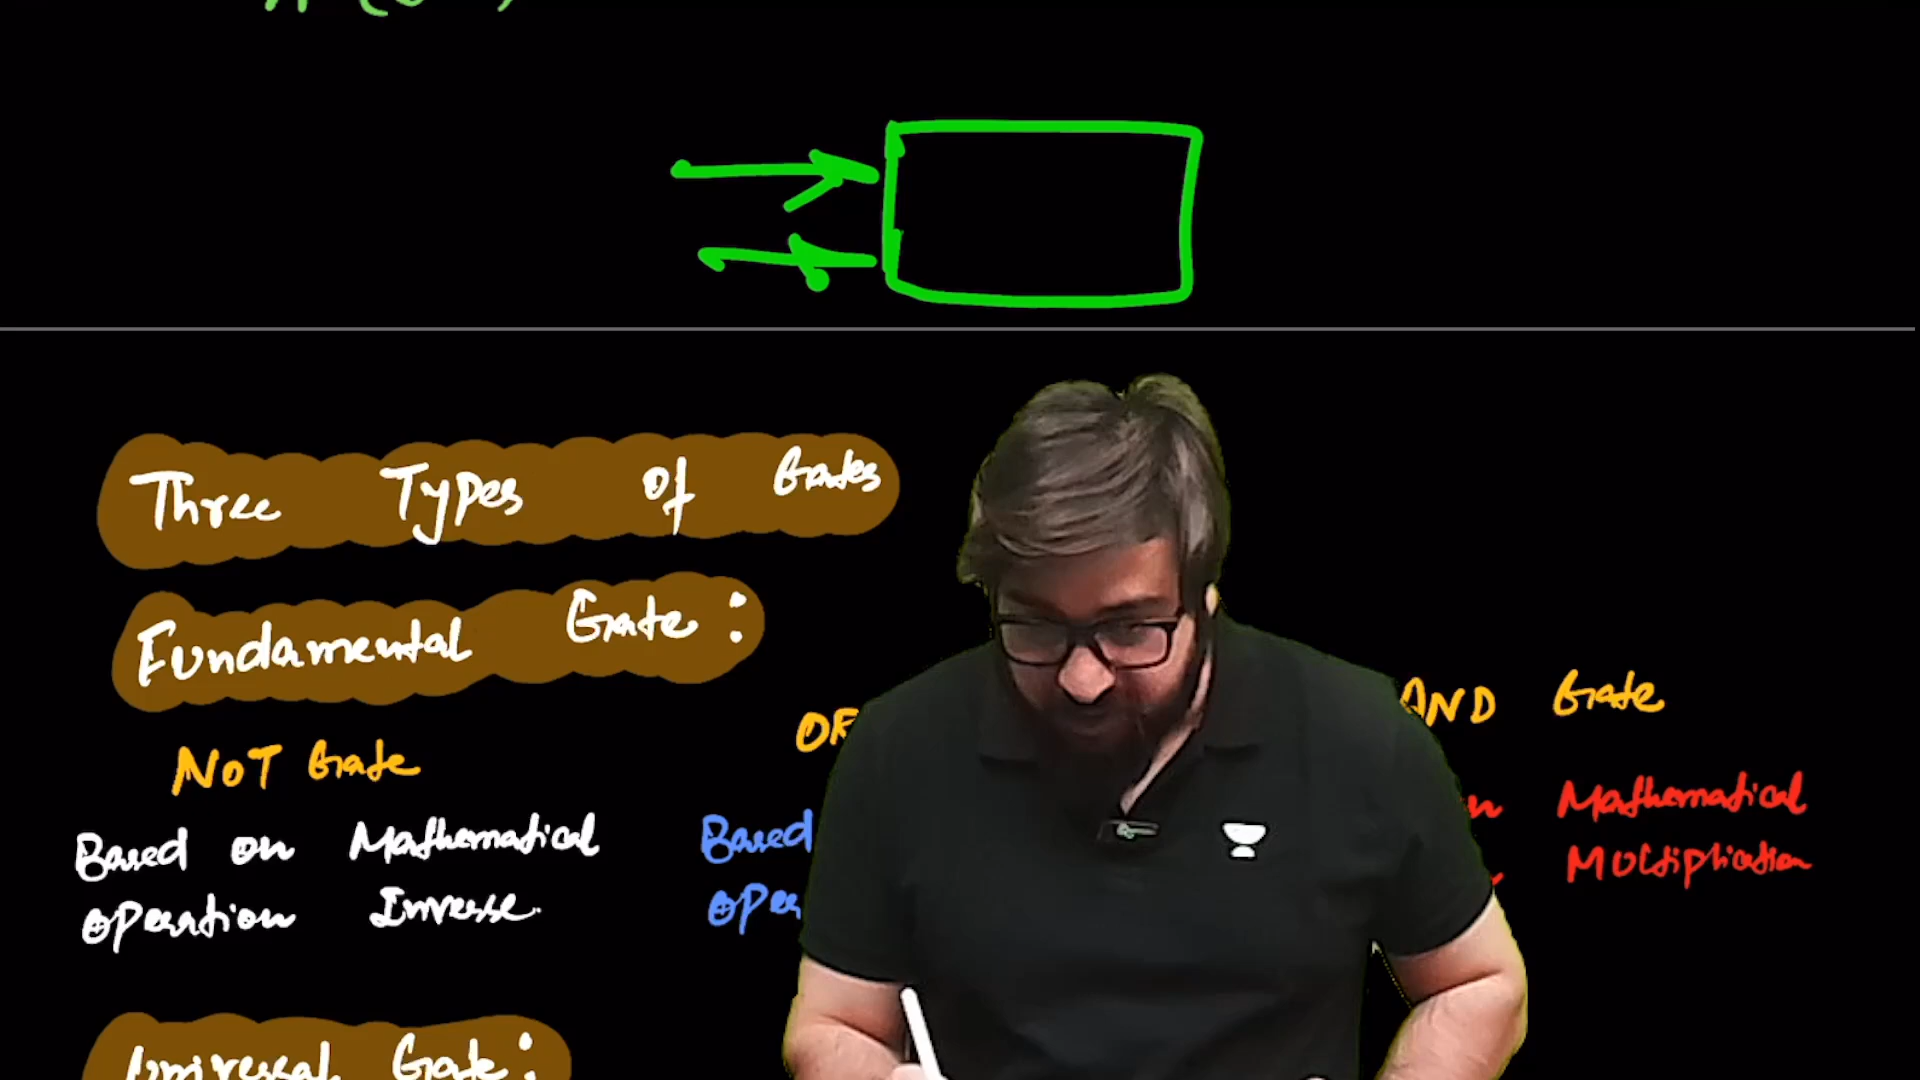 Three Types Of Gates
Fundamental Gate:
NOT Gate
OR
AND Gate
Based on Mathematical
operation Inverse.
Based
oper
Mathematical
Multiplication
Universal Gate: